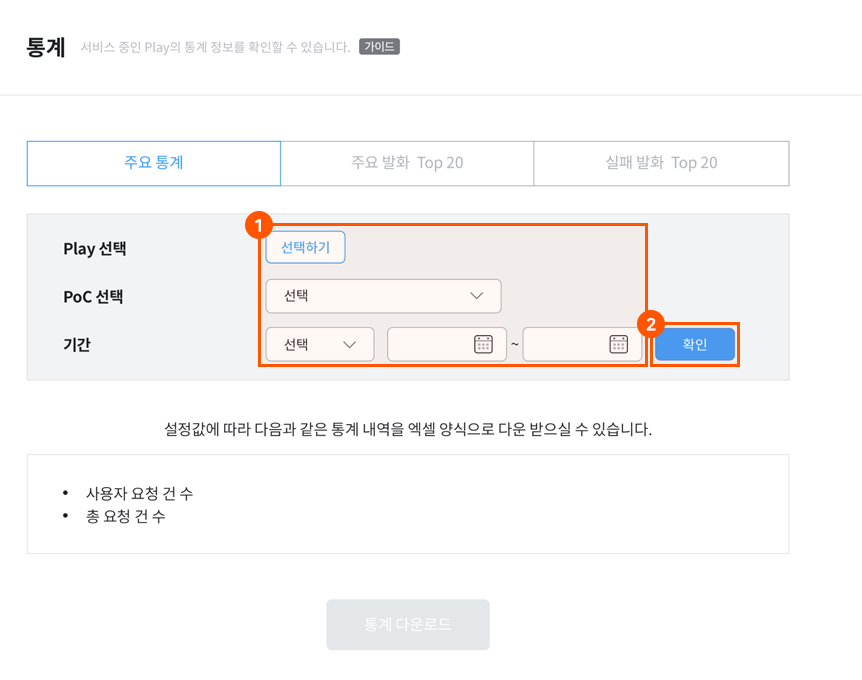 통계 서비스 중인 Play의 통계 정보를 확인할 수 있습니다. 가이드
주요 통계 주요 발화 Top 20 실패 발화 Top 20
1
Play 선택 선택하기
PoC 선택 선택
2
기간 선택 ~ 확인
설정값에 따라 다음과 같은 통계 내역을 엑셀 양식으로 다운 받으실 수 있습니다.
• 사용자 요청 건 수
• 총 요청 건 수
통계 다운로드